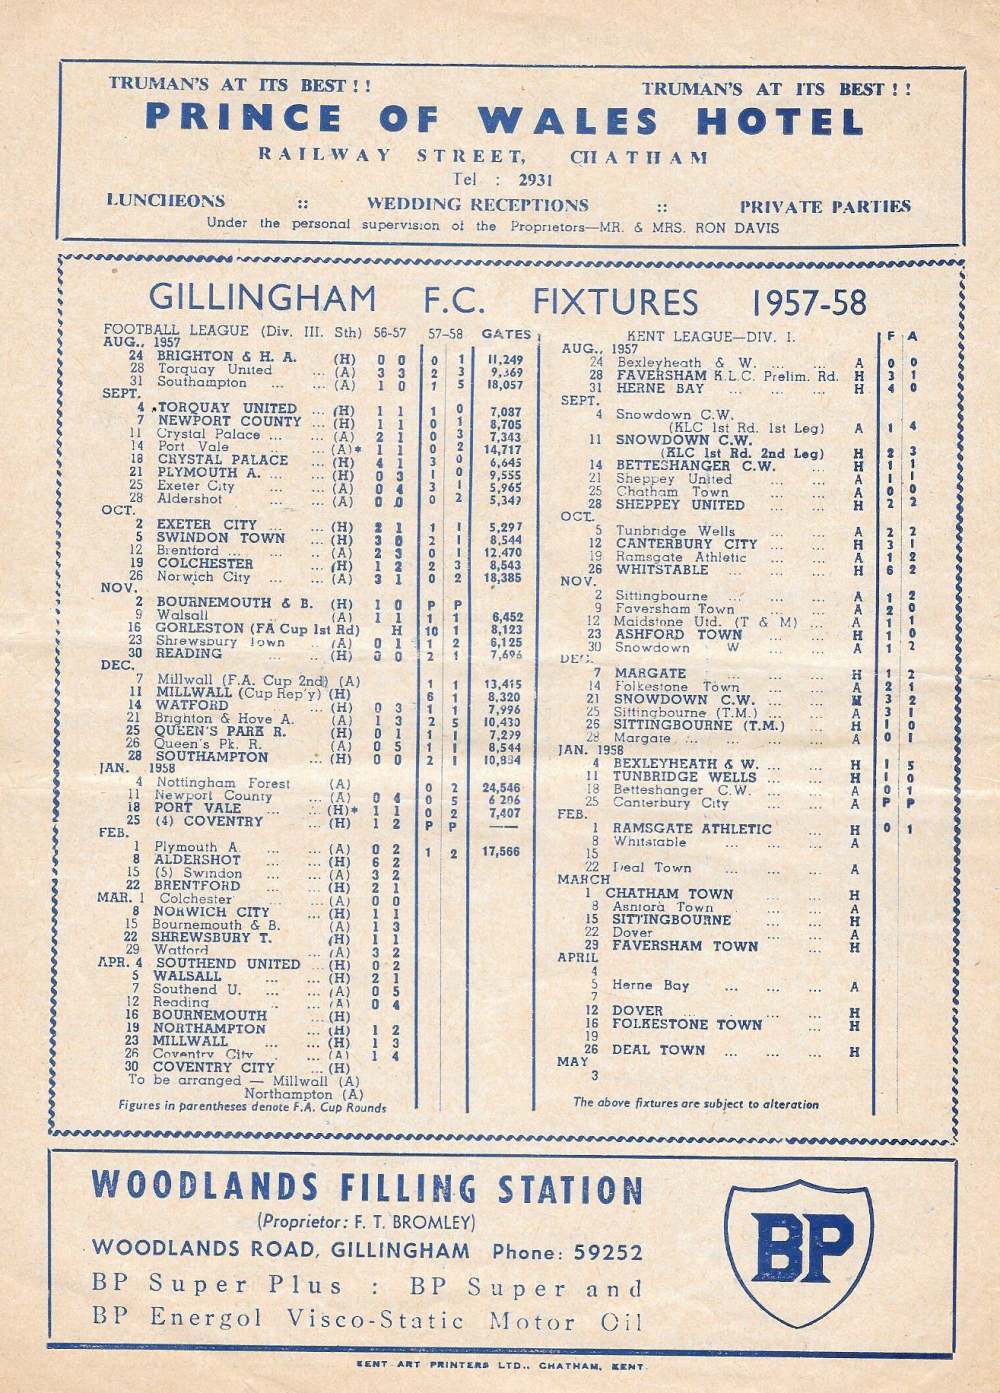 TRUMAN'S AT ITS BEST ! ! TRUMAN'S AT ITS BEST ! !
PRINCE OF WALES HOTEL
RAILWAY STREET, CHATHAM
Tel : 2931
LUNCHEONS :: WEDDING RECEPTIONS :: PRIVATE PARTIES
Under the personal supervision of the Proprietors—MR. & MRS. RON DAVIS
GILLINGHAM F.C. FIXTURES 1957-58
FOOTBALL LEAGUE (Div. III. Sth) 56-57 57-58 GATES
AUG., 1957
24 BRIGHTON & H. A. (H) 0 0 0 1 11,249
28 Torquay United ... (A) 3 3 2 3 9,369
31 Southampton ... ... (A) 1 0 1 5 18,057
SEPT.
4 TORQUAY UNITED ... (H) 1 1 1 0 7,087
7 NEWPORT COUNTY ... (H) 1 1 0 1 8,705
11 Crystal Palace ... ... (A) 2 1 0 3 7,343
14 Port Vale ... ... (A)* 1 1 0 2 14,717
18 CRYSTAL PALACE ... (H) 4 1 3 0 6,645
21 PLYMOUTH A. ... ... (H) 0 3 1 0 9,555
25 Exeter City ... ... (A) 0 4 3 1 5,965
28 Aldershot ... ... (A) 0 0 0 2 5,342
OCT.
2 EXETER CITY ... ... (H) 2 1 1 1 5,297
5 SWINDON TOWN ... (H) 3 0 2 1 8,544
12 Brentford ... ... (A) 2 3 0 1 12,470
19 COLCHESTER ... (H) 1 2 2 3 8,543
26 Norwich City ... ... (A) 3 1 0 2 18,385
NOV.
2 BOURNEMOUTH & B. (H) 1 0 P P
9 Walsall ... ... (A) 1 1 1 1 6,452
16 GORLESTON (FA Cup 1st Rd) H 10 1 8,123
23 Shrewsbury Town .. (A) 0 1 1 2 6,125
30 READING ... ... (H) 0 0 2 1 7,696
DEC.
7 Millwall (F.A. Cup 2nd) (A) 1 1 13,415
11 MILLWALL (Cup Rep'y) (H) 6 1 8,320
14 WATFORD ... ... (H) 0 3 1 1 7,996
21 Brighton & Hove A. (A) 1 3 2 5 10,430
25 QUEEN'S PARK R. (H) 0 1 1 1 7,299
26 Queen's Pk. R. (A) 0 5 1 1 8,544
28 SOUTHAMPTON ... (H) 0 0 2 1 10,894
JAN. 1958
4 Nottingham Forest (A) 0 2 24,546
11 Newport County ... (A) 0 4 0 5 6 206
18 PORT VALE ... ... (H)* 1 1 0 2 7,407
25 (4) COVENTRY ... (H) 1 2 P P ——
FEB.
1 Plymouth A. ... ... (A) 0 2 1 2 17,566
8 ALDERSHOT ... ... (H) 6 2
15 (5) Swindon ... (A) 3 2
22 BRENTFORD ... ... (H) 2 1
MAR. 1 Colchester ... ... (A) 0 0
8 NORWICH CITY ... (H) 1 1
15 Bournemouth & B. (A) 1 3
22 SHREWSBURY T. (H) 1 1
29 Watford ... ... (A) 3 2
APR. 4 SOUTHEND UNITED ... (H) 0 2
5 WALSALL ... ... (H) 2 1
7 Southend U. ... ... (A) 0 5
12 Reading .. ... (A) 0 4
16 BOURNEMOUTH ... (H)
19 NORTHAMPTON ... (H) 1 2
23 MILLWALL ... ... (H) 1 3
26 Coventry City ... (A) 1 4
30 COVENTRY CITY ... (H)
To be arranged — Millwall (A)
Northampton (A)
Figures in parentheses denote F.A. Cup Rounds
KENT LEAGUE—DIV. I. F A
AUG., 1957
24 Bexleyheath & W. ... ... A 0 0
28 FAVERSHAM K.L.C. Prelim. Rd. H 3 1
31 HERNE BAY ... ... ... H 4 0
SEPT.
4 Snowdown C.W.
(KLC 1st Rd. 1st Leg) A 1 4
11 SNOWDOWN C.W.
(KLC 1st Rd. 2nd Leg) H 2 3
14 BETTESHANGER C.W. ... H 1 1
21 Sheppey United ... ... A 1 1
25 Chatham Town ... ... A 0 0
28 SHEPPEY UNITED ... ... H 2 2
OCT.
5 Tunbridge Wells ... ... A 2 2
12 CANTERBURY CITY ... ... H 3 1
19 Ramsgate Athletic ... ... A 1 2
26 WHITSTABLE ... ... ... H 6 2
NOV.
2 Sittingbourne ... ... ... A 1 2
9 Faversham Town ... ... A 2 0
12 Maidstone Utd. (T & M) ... A 1 1
23 ASHFORD TOWN ... ... H 1 0
30 Snowdown W ... ... A 1 2
DEC.
7 MARGATE ... ... ... H 1 2
14 Folkestone Town ... ... A 2 1
21 SNOWDOWN C.W. ... ... 3 2
25 Sittingbourne (T.M.) ... ... A 3 1
26 SITTINGBOURNE (T.M.) ... H 1 0
28 Margate ... ... ... A 0 1
JAN. 1958
4 BEXLEYHEATH & W. ... ... H 1 5
11 TUNBRIDGE WELLS ... ... H 1 0
18 Betteshanger C.W. ... ... A 0 1
25 Canterbury City ... ... A P P
FEB.
1 RAMSGATE ATHLETIC ... H 0 1
8 Whitstable ... ... A
15
22 Deal Town ... ... ... A
MARCH
1 CHATHAM TOWN ... ... H
8 Ashford Town ... ... A
15 SITTINGBOURNE ... ... H
22 Dover ... ... ... A
29 FAVERSHAM TOWN ... ... H
APRIL
4
5 Herne Bay ... ... ... A
7
12 DOVER ... ... ... H
16 FOLKESTONE TOWN ... ... H
19
26 DEAL TOWN ... ... ... H
MAY
3
The above fixtures are subject to alteration
WOODLANDS FILLING STATION
(Proprietor: F. T. BROMLEY)
WOODLANDS ROAD, GILLINGHAM Phone: 59252
BP Super Plus : BP Super and
BP Energol Visco-Static Motor Oil
BP
KENT ART PRINTERS LTD., CHATHAM, KENT.